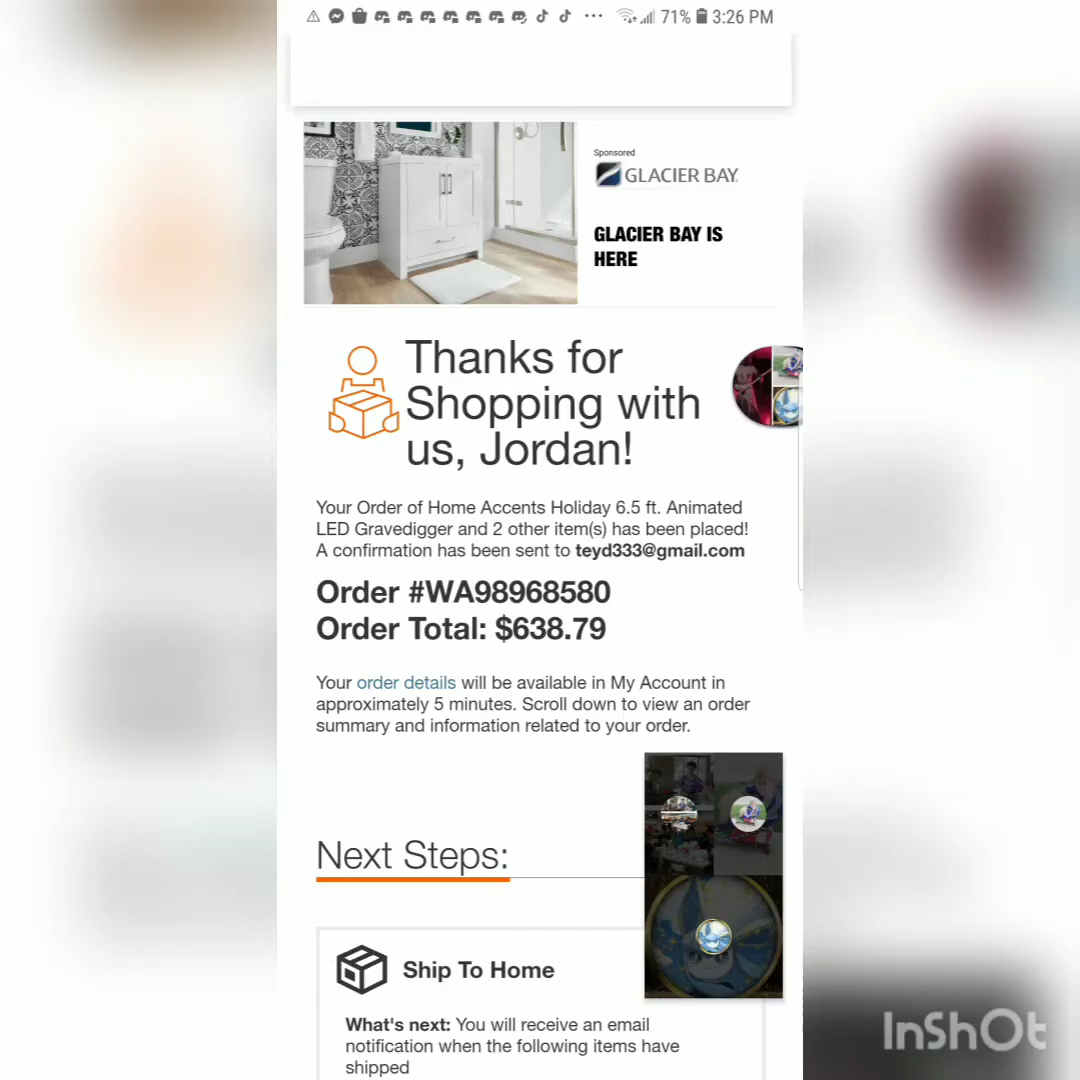 71% 3:26 PM
Sponsored
GLACIER BAY
GLACIER BAY IS
HERE
Thanks for
Shopping with
us, Jordan!
Your Order of Home Accents Holiday 6.5 ft. Animated
LED Gravedigger and 2 other item(s) has been placed!
A confirmation has been sent to teyd333@gmail.com
Order #WA98968580
Order Total: $638.79
Your order details will be available in My Account in
approximately 5 minutes. Scroll down to view an order
summary and information related to your order.
Next Steps:
Ship To Home
What's next: You will receive an email
notification when the following items have
shipped
InShOt